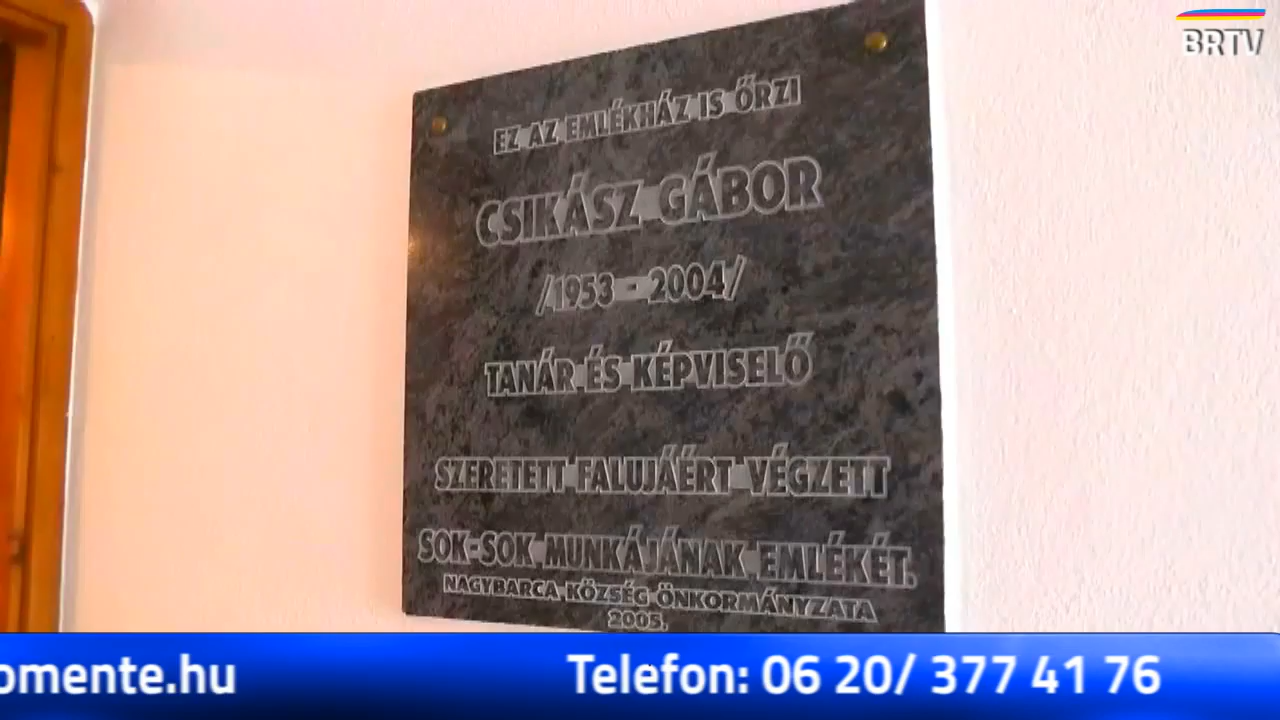 BRTV
EZ AZ EMLÉKHÁZ IS ŐRZI
CSIKÁSZ GÁBOR
/1953 - 2004/
TANÁR ÉS KÉPVISELŐ
SZERETETT FALUJÁÉRT VÉGZETT
SOK-SOK MUNKÁJÁNAK EMLÉKÉT.
NAGYBARCA KÖZSÉG ÖNKORMÁNYZATA
2005.
omente.hu Telefon: 06 20/ 377 41 76